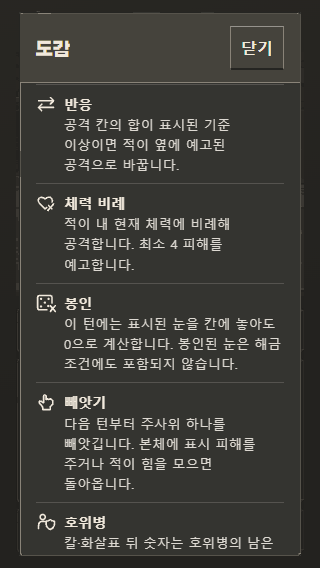 도감
닫기
반응
공격 칸의 합이 표시된 기준
이상이면 적이 옆에 예고된
공격으로 바꿉니다.
체력 비례
적이 내 현재 체력에 비례해
공격합니다. 최소 4 피해를
예고합니다.
봉인
이 턴에는 표시된 눈을 칸에 놓아도
0으로 계산합니다. 봉인된 눈은 해금
조건에도 포함되지 않습니다.
빼앗기
다음 턴부터 주사위 하나를
빼앗깁니다. 본체에 표시 피해를
주거나 적이 힘을 모으면
돌아옵니다.
호위병
칼·화살표 뒤 숫자는 호위병의 남은